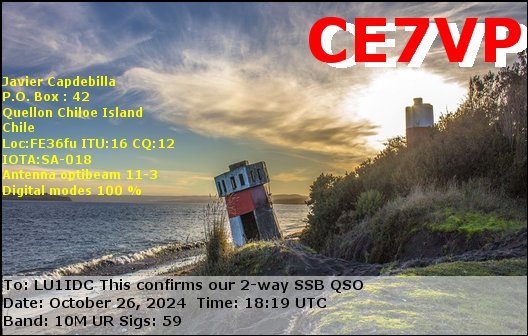 CE7VP
Javier Capdebilla
P.O. Box : 42
Quellon Chiloe Island
Chile
Loc:FE36fu ITU:16 CQ:12
IOTA:SA-018
Antenna optibeam 11-3
Digital modes 100 %
To: LU1IDC This confirms our 2-way SSB QSO
Date: October 26, 2024 Time: 18:19 UTC
Band: 10M UR Sigs: 59